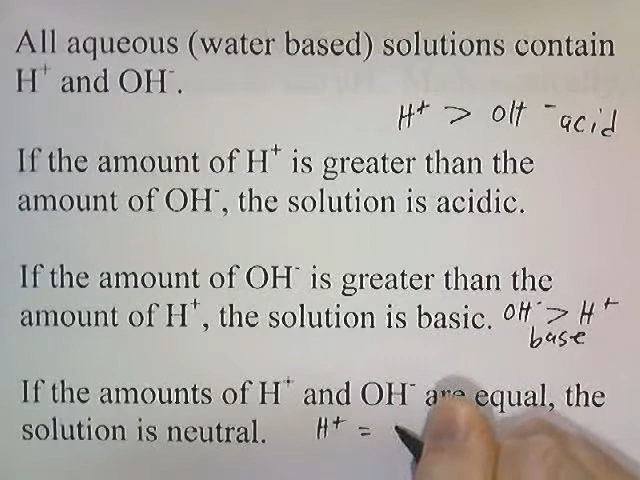 All aqueous (water based) solutions contain
H⁺ and OH⁻.
H⁺ > OH⁻ acid
If the amount of H⁺ is greater than the
amount of OH⁻, the solution is acidic.
If the amount of OH⁻ is greater than the
amount of H⁺, the solution is basic. OH⁻ > H⁺
base
If the amounts of H⁺ and OH⁻ are equal, the
solution is neutral. H⁺ =